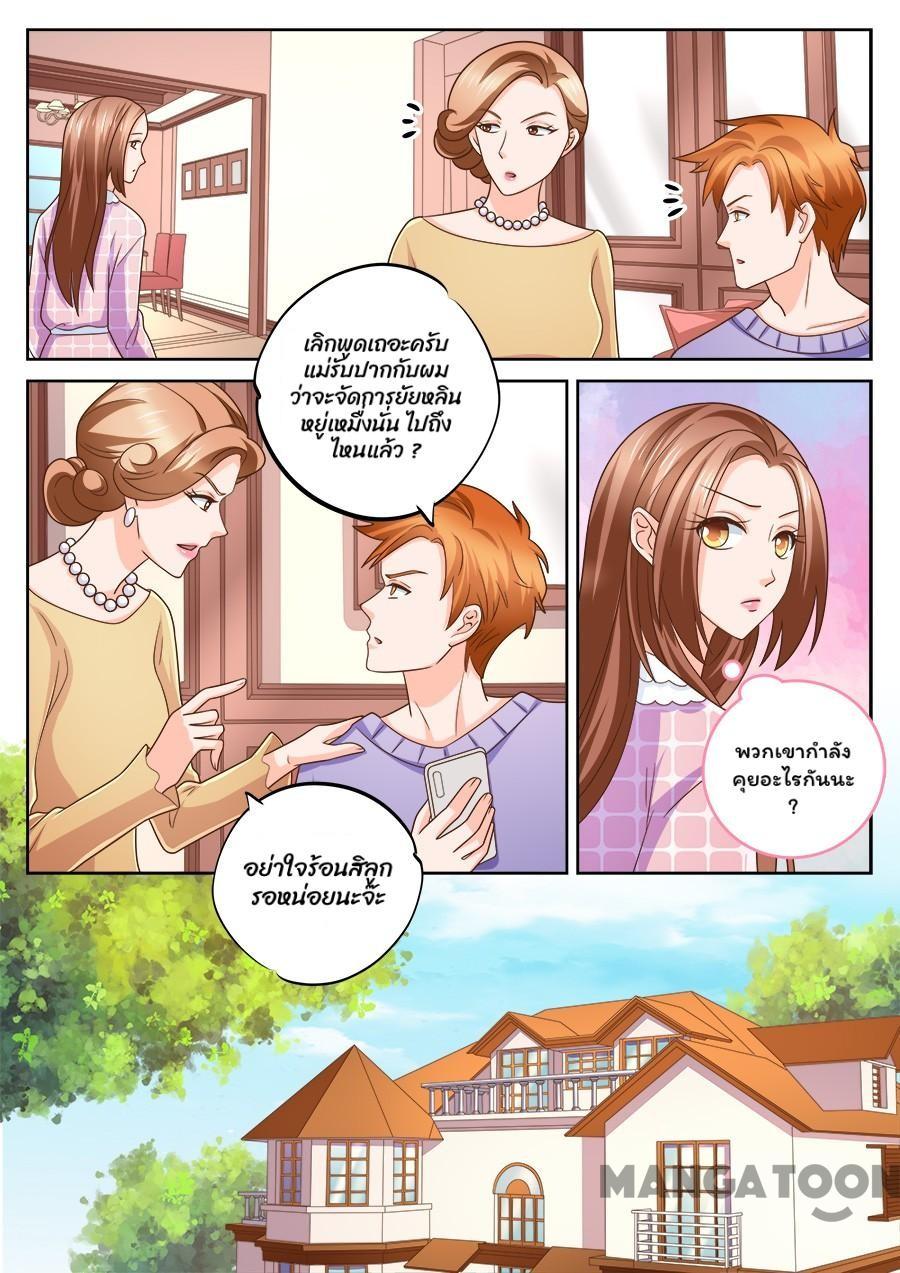 เลิกพูดเถอะครับ
แม่รับปากกับผม
ว่าจะจัดการยัยหลิน
หยู่เหมิงนั่น ไปถึง
ไหนแล้ว ?
พวกเขากำลัง
คุยอะไรกันนะ
?
อย่าใจร้อนสิลูก
รอหน่อยนะจ๊ะ
MANGATOON